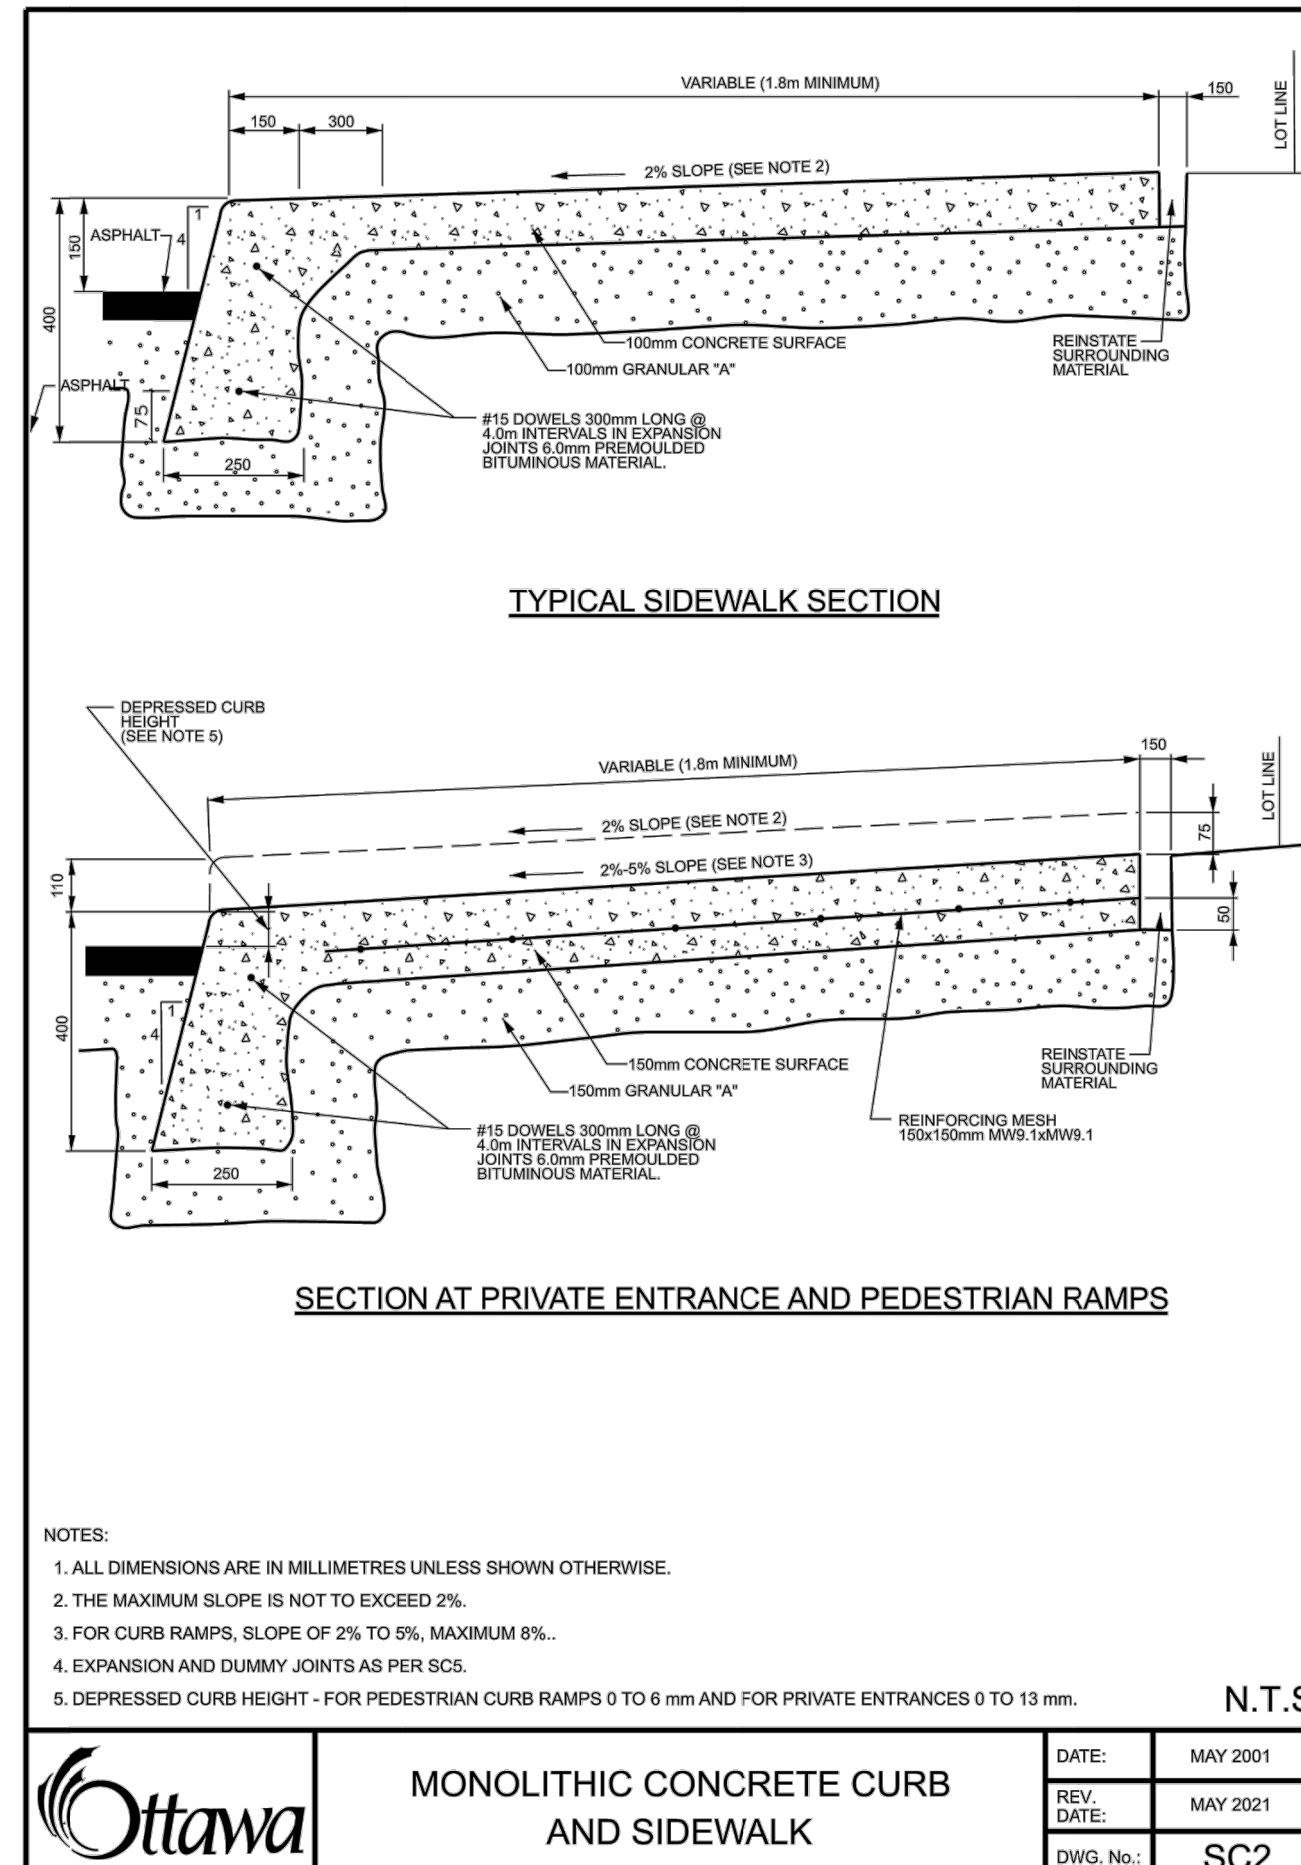 VARIABLE (1.8m MINIMUM)
150
LOT LINE
150
300
2% SLOPE (SEE NOTE 2)
1
4
ASPHALT
150
400
ASPHALT
75
250
100mm CONCRETE SURFACE
100mm GRANULAR "A"
REINSTATE
SURROUNDING
MATERIAL
#15 DOWELS 300mm LONG @
4.0m INTERVALS IN EXPANSION
JOINTS 6.0mm PREMOULDED
BITUMINOUS MATERIAL.
TYPICAL SIDEWALK SECTION
DEPRESSED CURB
HEIGHT
(SEE NOTE 5)
VARIABLE (1.8m MINIMUM)
150
LOT LINE
2% SLOPE (SEE NOTE 2)
75
2%-5% SLOPE (SEE NOTE 3)
110
50
400
1
4
150mm CONCRETE SURFACE
150mm GRANULAR "A"
REINSTATE
SURROUNDING
MATERIAL
REINFORCING MESH
150x150mm MW9.1xMW9.1
#15 DOWELS 300mm LONG @
4.0m INTERVALS IN EXPANSION
JOINTS 6.0mm PREMOULDED
BITUMINOUS MATERIAL.
250
SECTION AT PRIVATE ENTRANCE AND PEDESTRIAN RAMPS
NOTES:
1. ALL DIMENSIONS ARE IN MILLIMETRES UNLESS SHOWN OTHERWISE.
2. THE MAXIMUM SLOPE IS NOT TO EXCEED 2%.
3. FOR CURB RAMPS, SLOPE OF 2% TO 5%, MAXIMUM 8%..
4. EXPANSION AND DUMMY JOINTS AS PER SC5.
5. DEPRESSED CURB HEIGHT - FOR PEDESTRIAN CURB RAMPS 0 TO 6 mm AND FOR PRIVATE ENTRANCES 0 TO 13 mm.
N.T.S
Ottawa
MONOLITHIC CONCRETE CURB
AND SIDEWALK
DATE: MAY 2001
REV.
DATE: MAY 2021
DWG. No.: SC2